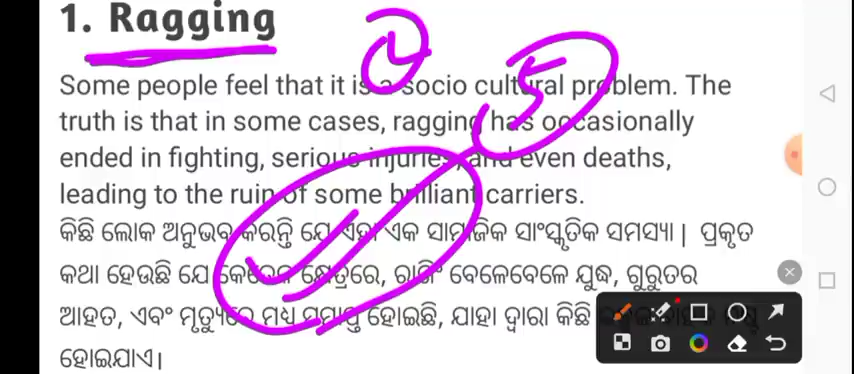 1. Ragging
Some people feel that it is a socio cultural problem. The
truth is that in some cases, ragging has occasionally
ended in fighting, serious injuries, and even deaths,
leading to the ruin of some brilliant carriers.
କିଛି ଲୋକ ଅନୁଭବ କରନ୍ତି ଯେ ଏହା ଏକ ସାମାଜିକ ସାଂସ୍କୃତିକ ସମସ୍ୟା। ପ୍ରକୃତ
କଥା ହେଉଛି ଯେ କେତେକ କ୍ଷେତ୍ରରେ, ରାଗିଂ ବେଳେବେଳେ ଯୁଦ୍ଧ, ଗୁରୁତର
ଆହତ, ଏବଂ ମୃତ୍ୟୁରେ ମଧ୍ୟ ସମାପ୍ତ ହୋଇଛି, ଯାହା ଦ୍ୱାରା କିଛି
ହୋଇଯାଏ।
5